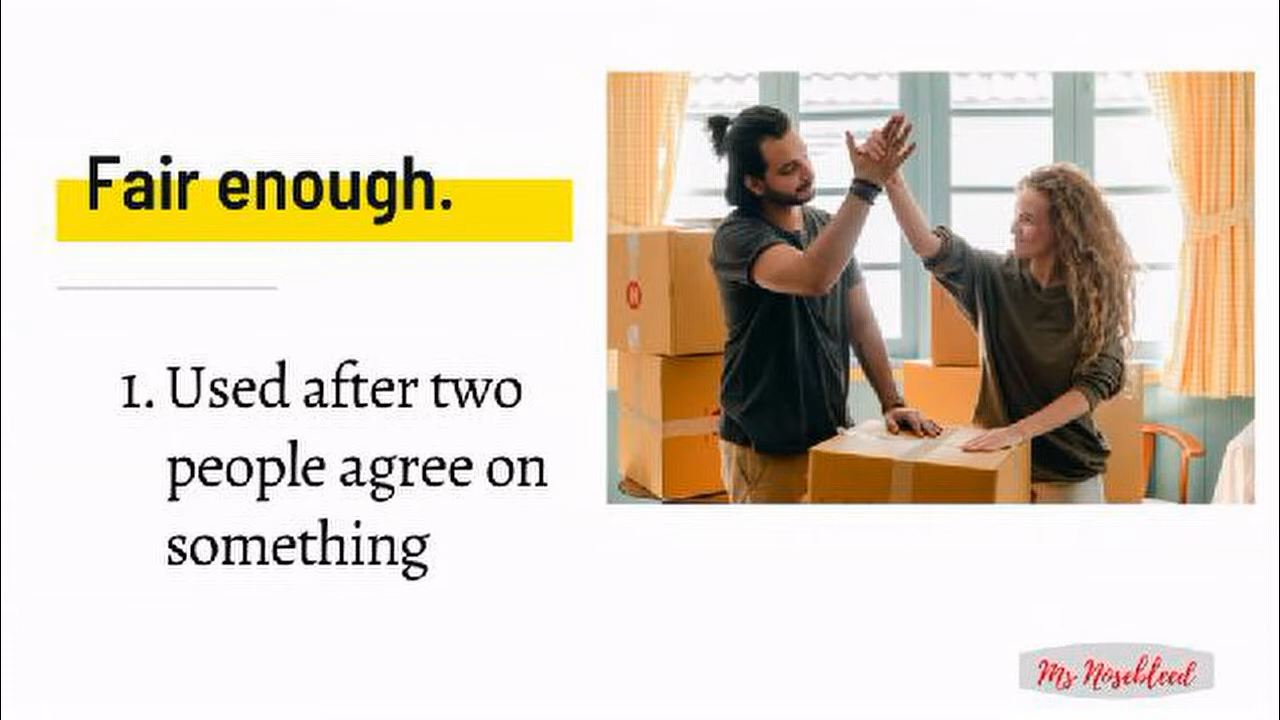 Fair enough.
1. Used after two
people agree on
something
Ms Nosebleed